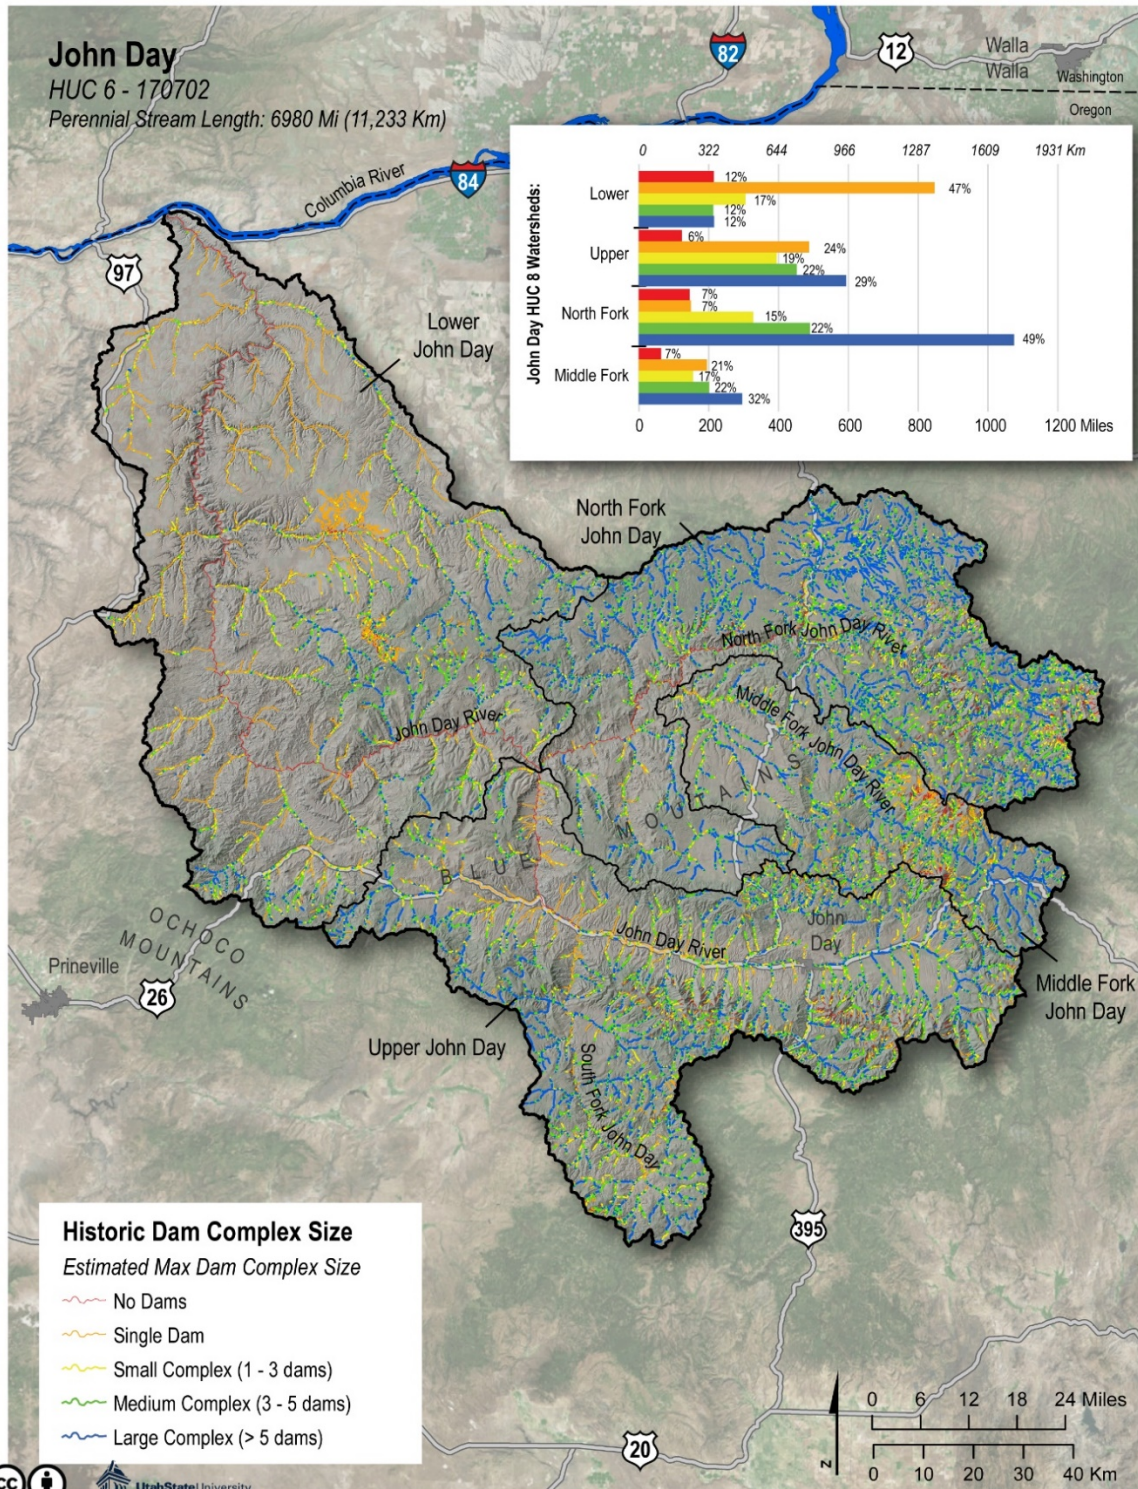 John Day
HUC 6 - 170702
Perennial Stream Length: 6980 Mi (11,233 Km)
82
12
Walla
Walla
Washington
Oregon
84
Columbia River
97
John Day HUC 8 Watersheds:
0 322 644 966 1287 1609 1931 Km
Lower
12%
47%
17%
12%
12%
Upper
6%
24%
19%
22%
29%
North Fork
7%
7%
15%
22%
49%
Middle Fork
7%
21%
17%
22%
32%
0 200 400 600 800 1000 1200 Miles
Lower
John Day
North Fork
John Day
North Fork John Day River
Middle Fork John Day River
John Day River
BLUE
MOUNTAINS
OCHOCO
MOUNTAINS
Prineville
26
John Day River
John
Day
Middle Fork
John Day
Upper John Day
South Fork John Day
395
20
Historic Dam Complex Size
Estimated Max Dam Complex Size
No Dams
Single Dam
Small Complex (1 - 3 dams)
Medium Complex (3 - 5 dams)
Large Complex (> 5 dams)
N
0 6 12 18 24 Miles
0 10 20 30 40 Km
cc
UtahStateUniversity